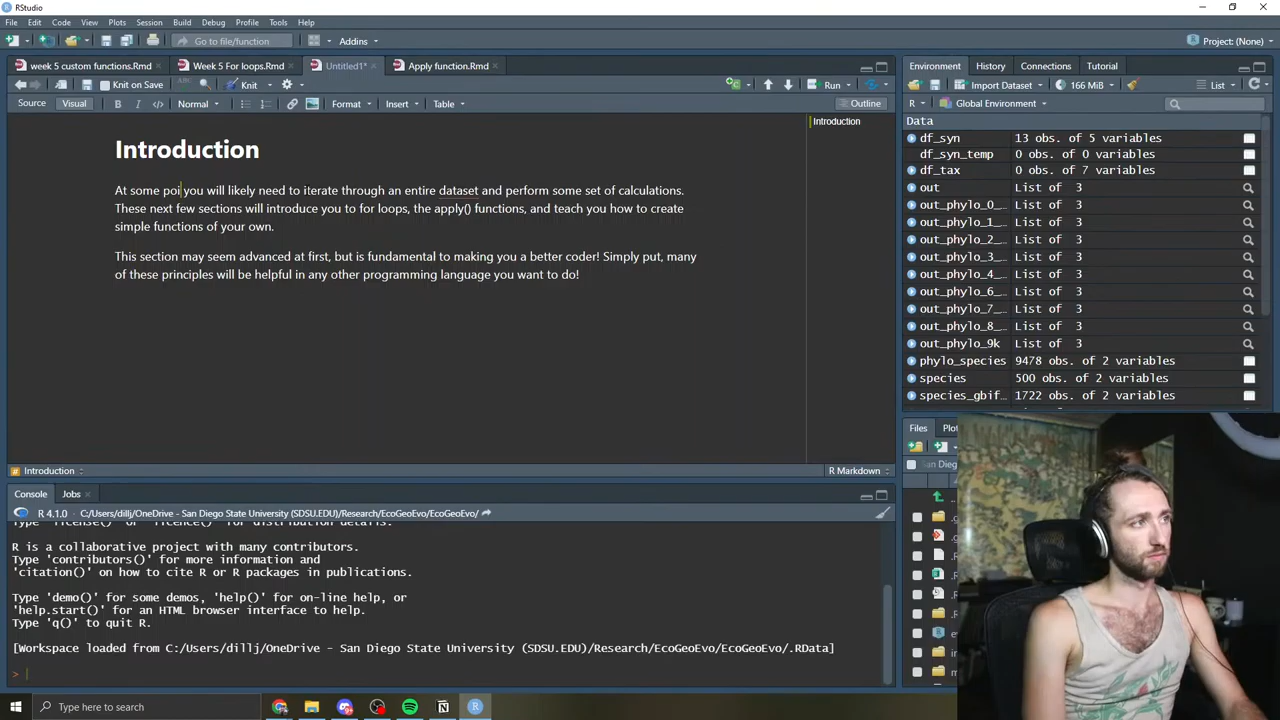 RStudio
File Edit Code View Plots Session Build Debug Profile Tools Help
Go to file/function
Addins
Project: (None)
week 5 custom functions.Rmd
Week 5 For loops.Rmd
Untitled1*
Apply function.Rmd
Knit on Save
Knit
Run
Source Visual B I </> Normal
Format Insert Table
Outline
Introduction
At some poi you will likely need to iterate through an entire dataset and perform some set of calculations.
These next few sections will introduce you to for loops, the apply() functions, and teach you how to create
simple functions of your own.
This section may seem advanced at first, but is fundamental to making you a better coder! Simply put, many
of these principles will be helpful in any other programming language you want to do!
Introduction
# Introduction
R Markdown
Environment History Connections Tutorial
Import Dataset
166 MiB
List
R
Global Environment
Data
df_syn 13 obs. of 5 variables
df_syn_temp 0 obs. of 0 variables
df_tax 0 obs. of 7 variables
out List of 3
out_phylo_0_… List of 3
out_phylo_1_… List of 3
out_phylo_2_… List of 3
out_phylo_3_… List of 3
out_phylo_4_… List of 3
out_phylo_6_… List of 3
out_phylo_7_… List of 3
out_phylo_8_… List of 3
out_phylo_9k List of 3
phylo_species 9478 obs. of 2 variables
species 500 obs. of 2 variables
species_gbif… 1722 obs. of 2 variables
Files Plo
San Dieg
Console Jobs
R 4.1.0 · C:/Users/dillj/OneDrive - San Diego State University (SDSU.EDU)/Research/EcoGeoEvo/EcoGeoEvo/
Type 'license()' or 'licence()' for distribution details.
R is a collaborative project with many contributors.
Type 'contributors()' for more information and
'citation()' on how to cite R or R packages in publications.
Type 'demo()' for some demos, 'help()' for on-line help, or
'help.start()' for an HTML browser interface to help.
Type 'q()' to quit R.
[Workspace loaded from C:/Users/dillj/OneDrive - San Diego State University (SDSU.EDU)/Research/EcoGeoEvo/EcoGeoEvo/.RData]
>
Type here to search